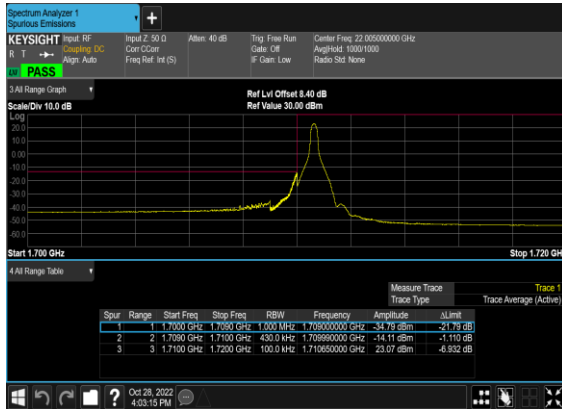 Spectrum Analyzer 1
Spurious Emissions
KEYSIGHT
R T
Input: RF
Coupling: DC
Align: Auto
Input Z: 50 Ω
Corr CCorr
Freq Ref: Int (S)
Atten: 40 dB
Trig: Free Run
Gate: Off
IF Gain: Low
Center Freq: 22.005000000 GHz
Avg|Hold: 1000/1000
Radio Std: None
PASS
3 All Range Graph
Scale/Div 10.0 dB
Ref Lvl Offset 8.40 dB
Ref Value 30.00 dBm
Log
20.0
10.0
0.00
-10.0
-20.0
-30.0
-40.0
-50.0
-60.0
Start 1.700 GHz
Stop 1.720 GH
4 All Range Table
Measure Trace Trace 1
Trace Type Trace Average (Active)
Spur Range Start Freq Stop Freq RBW Frequency Amplitude ΔLimit
1 1 1.7000 GHz 1.7090 GHz 1.000 MHz 1.709000000 GHz -34.79 dBm -21.79 dB
2 2 1.7090 GHz 1.7100 GHz 430.0 kHz 1.709990000 GHz -14.11 dBm -1.110 dB
3 3 1.7100 GHz 1.7200 GHz 100.0 kHz 1.710650000 GHz 23.07 dBm -6.932 dB
?
Oct 28, 2022
4:03:15 PM